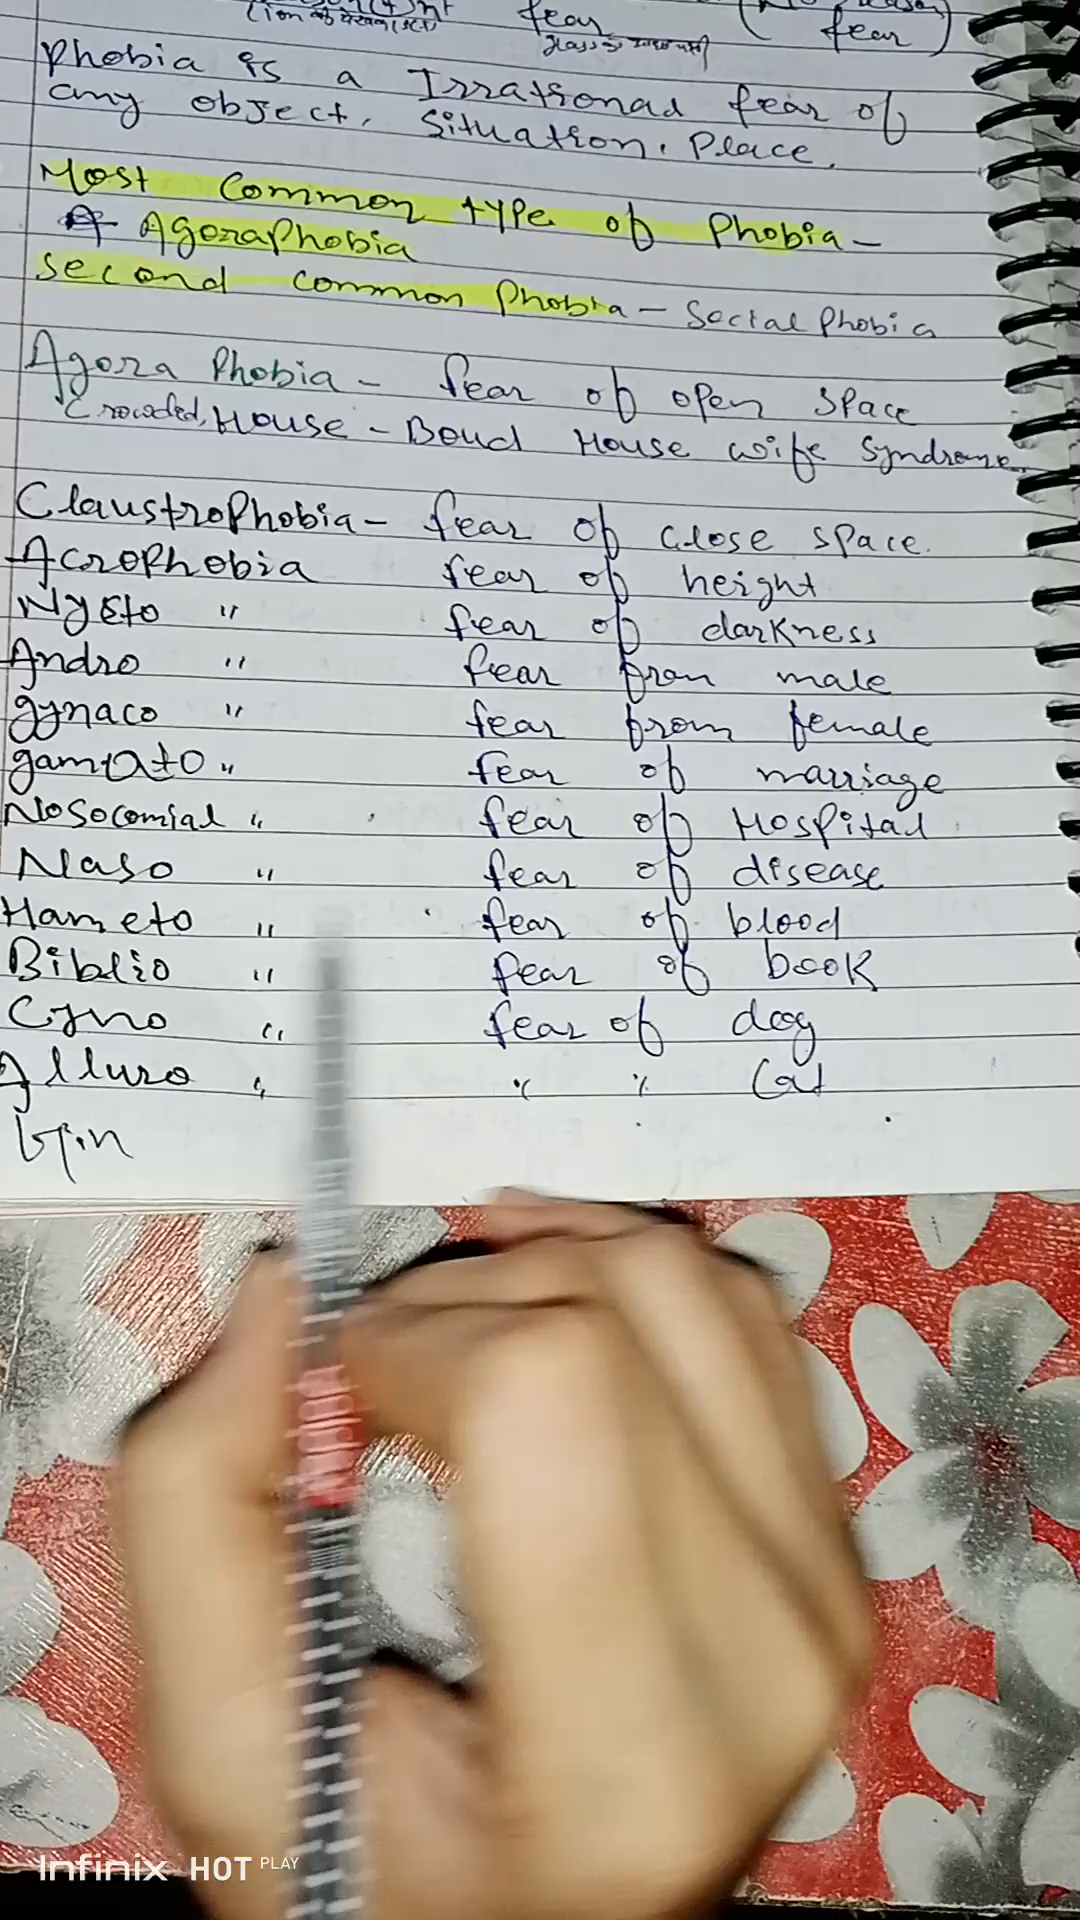 fear
fear )
Phobia is a Irrational fear of
any object, Situation, Place,
Most Common type of Phobia-
A AgoraPhobia
second common Phobia - Social Phobia
Agora Phobia - fear of open space
Crowded, House - Boud House wife Syndrome
Claustrophobia - fear of Close space.
Acrophobia fear of height
Nycto " fear of darkness
Andro " fear from male
gynaco " fear from female
gamato " fear of marriage
Nosocomial " fear of Hospital
Naso " fear of disease
Hameto " fear of blood
Biblio " fear of book
Cyno " fear of dog
Alluro " " " Cat
Infinix HOT PLAY